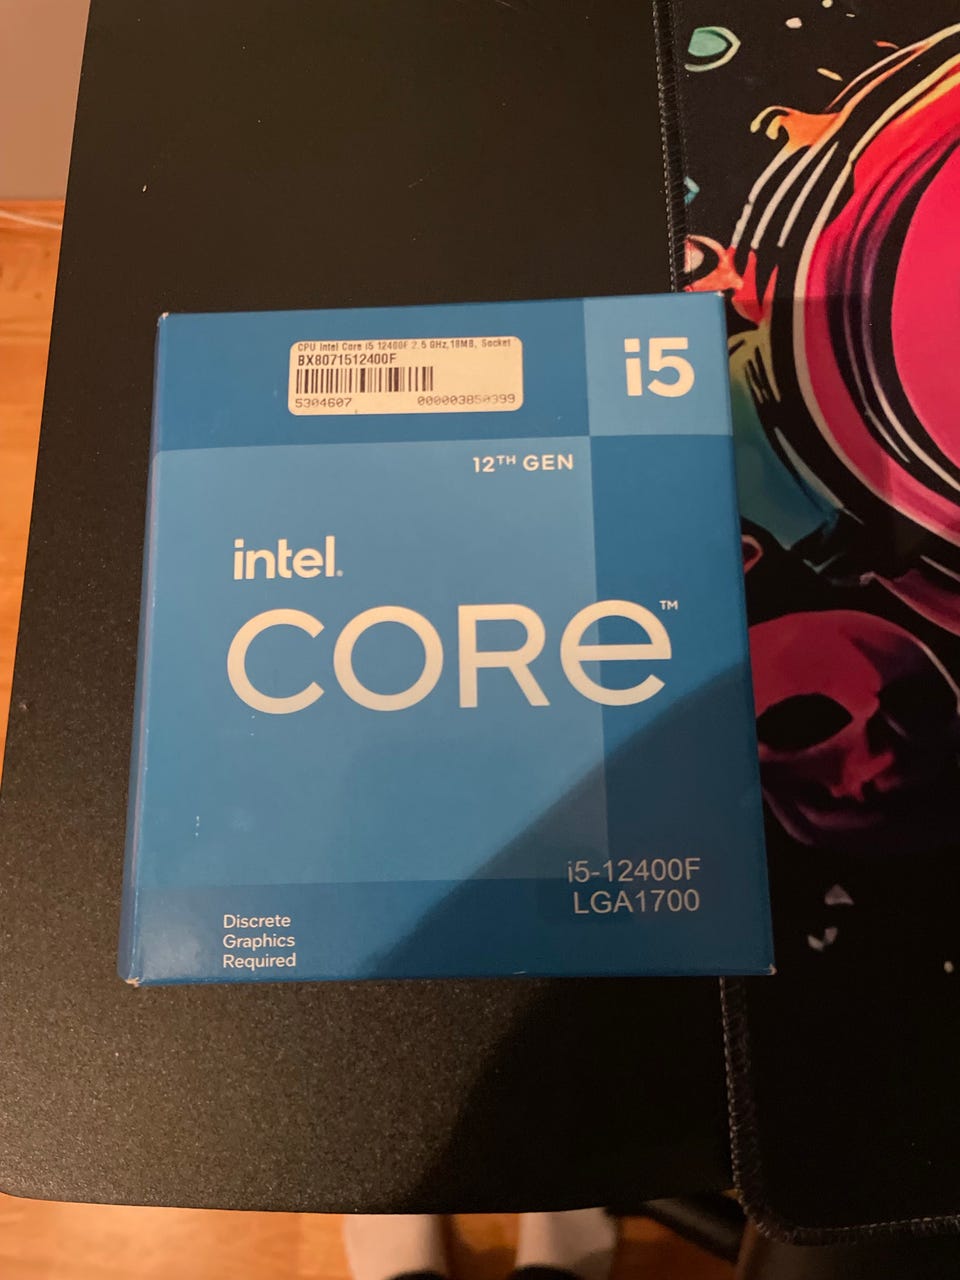 CPU Intel Core i5 12400F 2.5 GHz,18MB, Socket
BX8071512400F
5304607 000003850399
i5
12TH GEN
intel.
CORe™
i5-12400F
LGA1700
Discrete
Graphics
Required